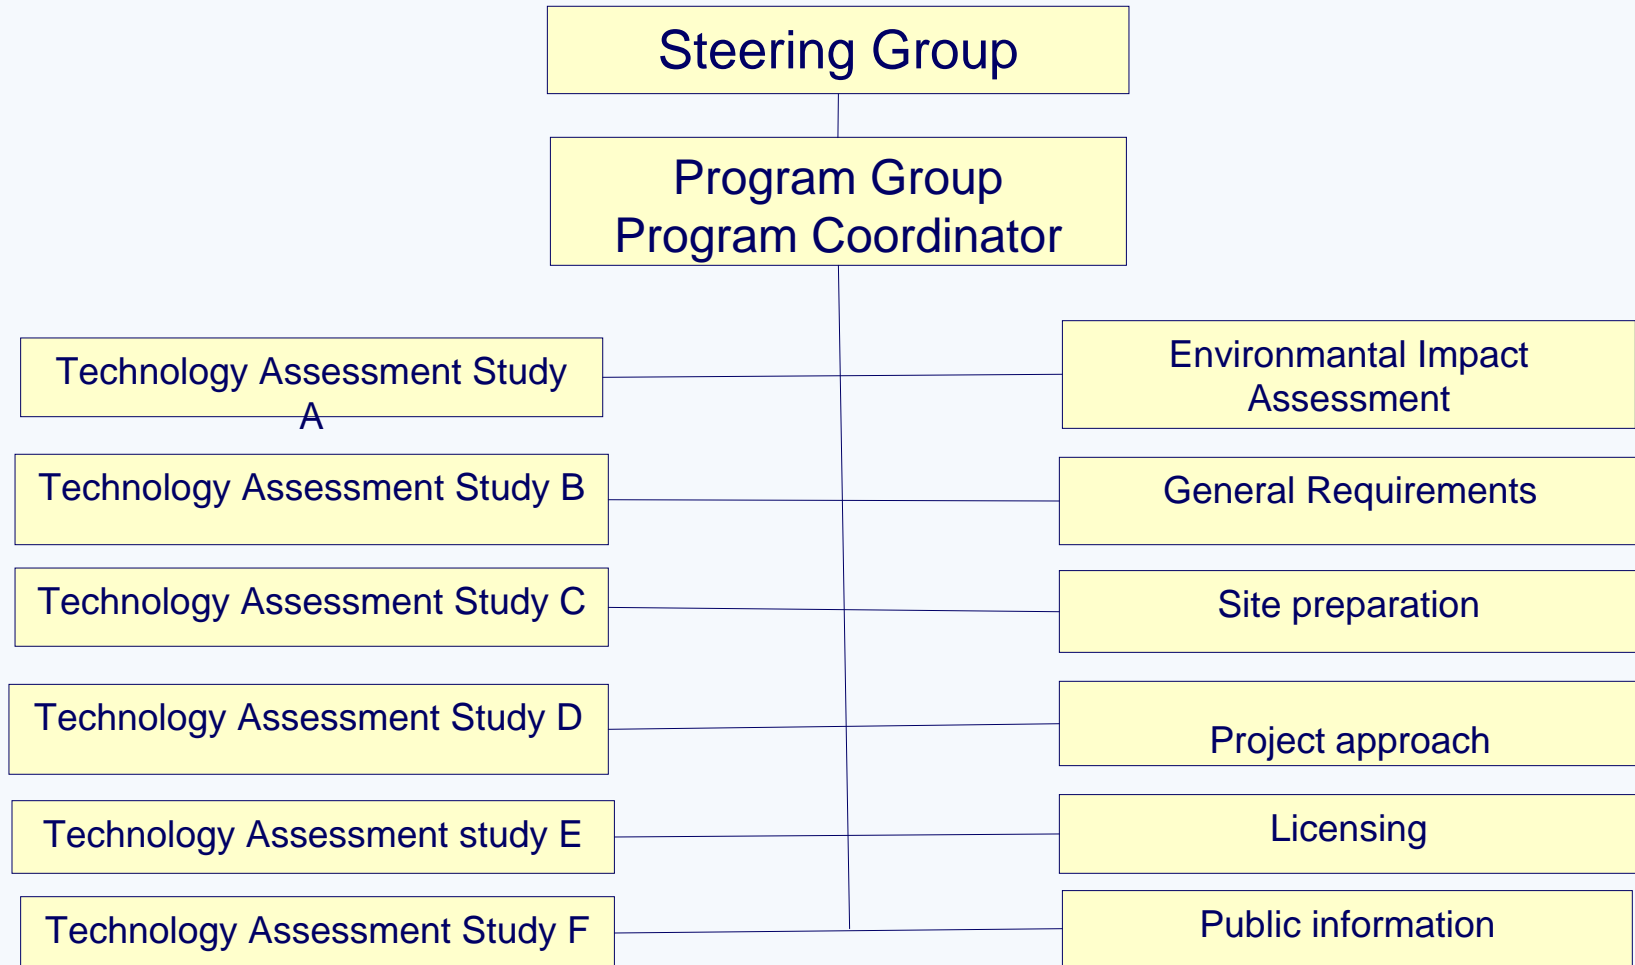 Steering Group
Program Group
Program Coordinator
Technology Assessment Study
A
Environmantal Impact
Assessment
Technology Assessment Study B
General Requirements
Technology Assessment Study C
Site preparation
Technology Assessment Study D
Project approach
Technology Assessment study E
Licensing
Technology Assessment Study F
Public information